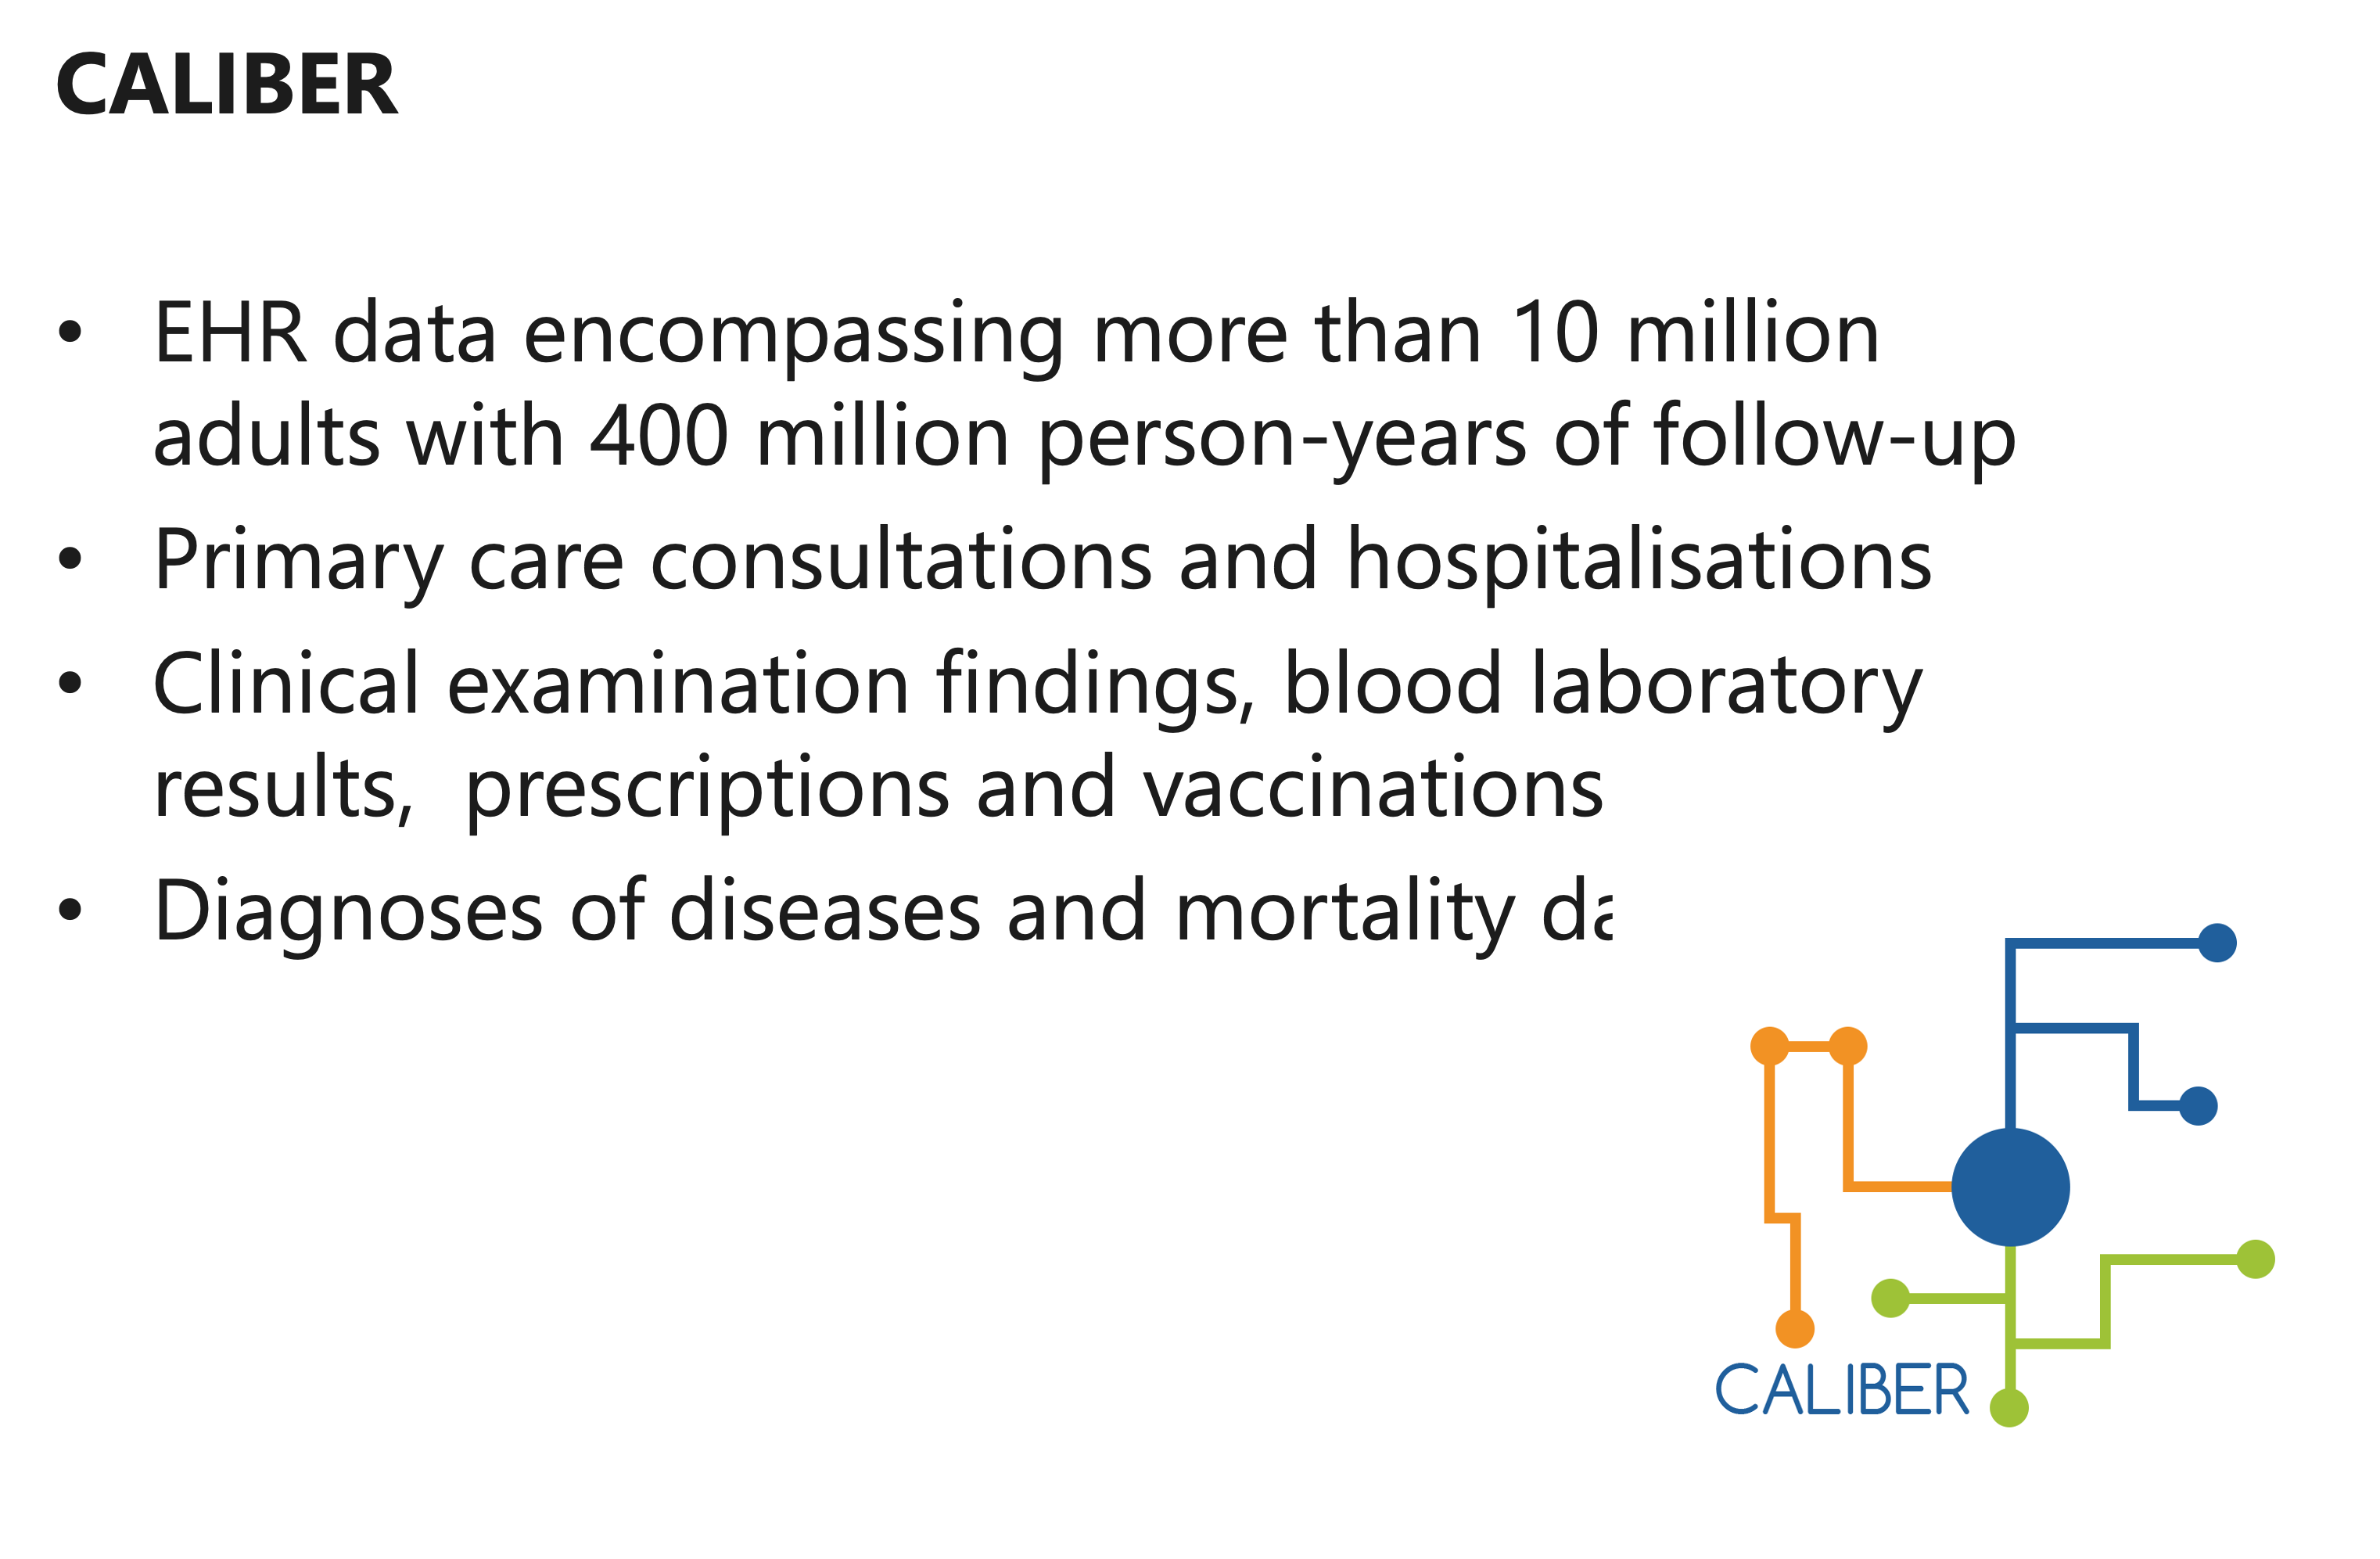 CALIBER
• EHR data encompassing more than 10 million
adults with 400 million person-years of follow-up
• Primary care consultations and hospitalisations
• Clinical examination findings, blood laboratory
results,  prescriptions and vaccinations
• Diagnoses of diseases and mortality
CALIBER